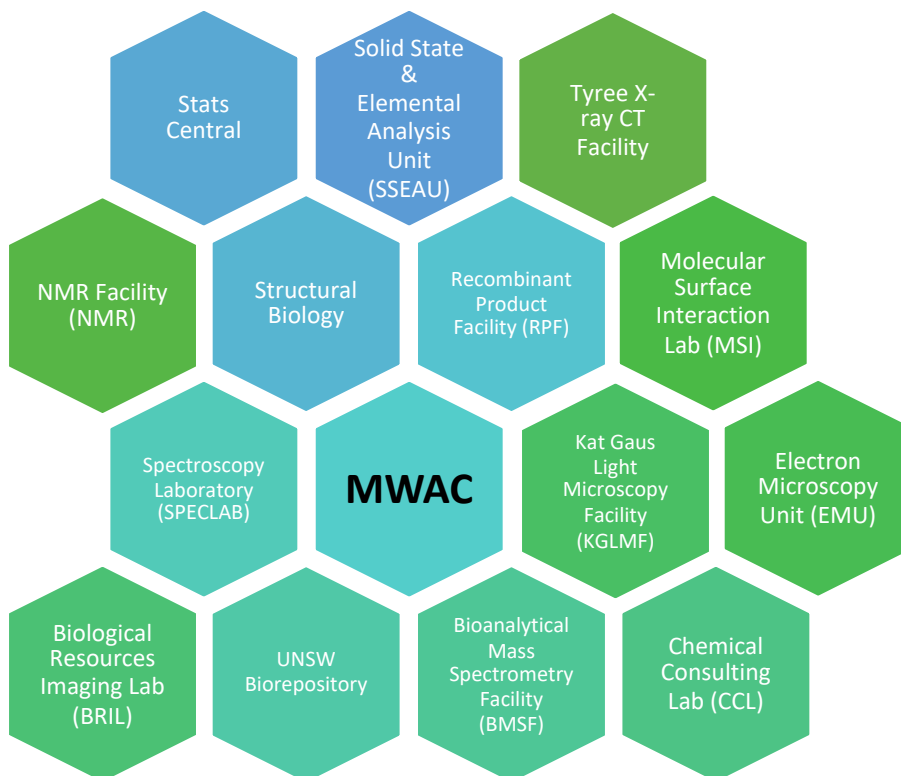 Stats
Central
Solid State
&
Elemental
Analysis
Unit
(SSEAU)
Tyree X-
ray CT
Facility
NMR Facility
(NMR)
Structural
Biology
Recombinant
Product
Facility (RPF)
Molecular
Surface
Interaction
Lab (MSI)
Spectroscopy
Laboratory
(SPECLAB)
MWAC
Kat Gaus
Light
Microscopy
Facility
(KGLMF)
Electron
Microscopy
Unit (EMU)
Biological
Resources
Imaging Lab
(BRIL)
UNSW
Biorepository
Bioanalytical
Mass
Spectrometry
Facility
(BMSF)
Chemical
Consulting
Lab (CCL)